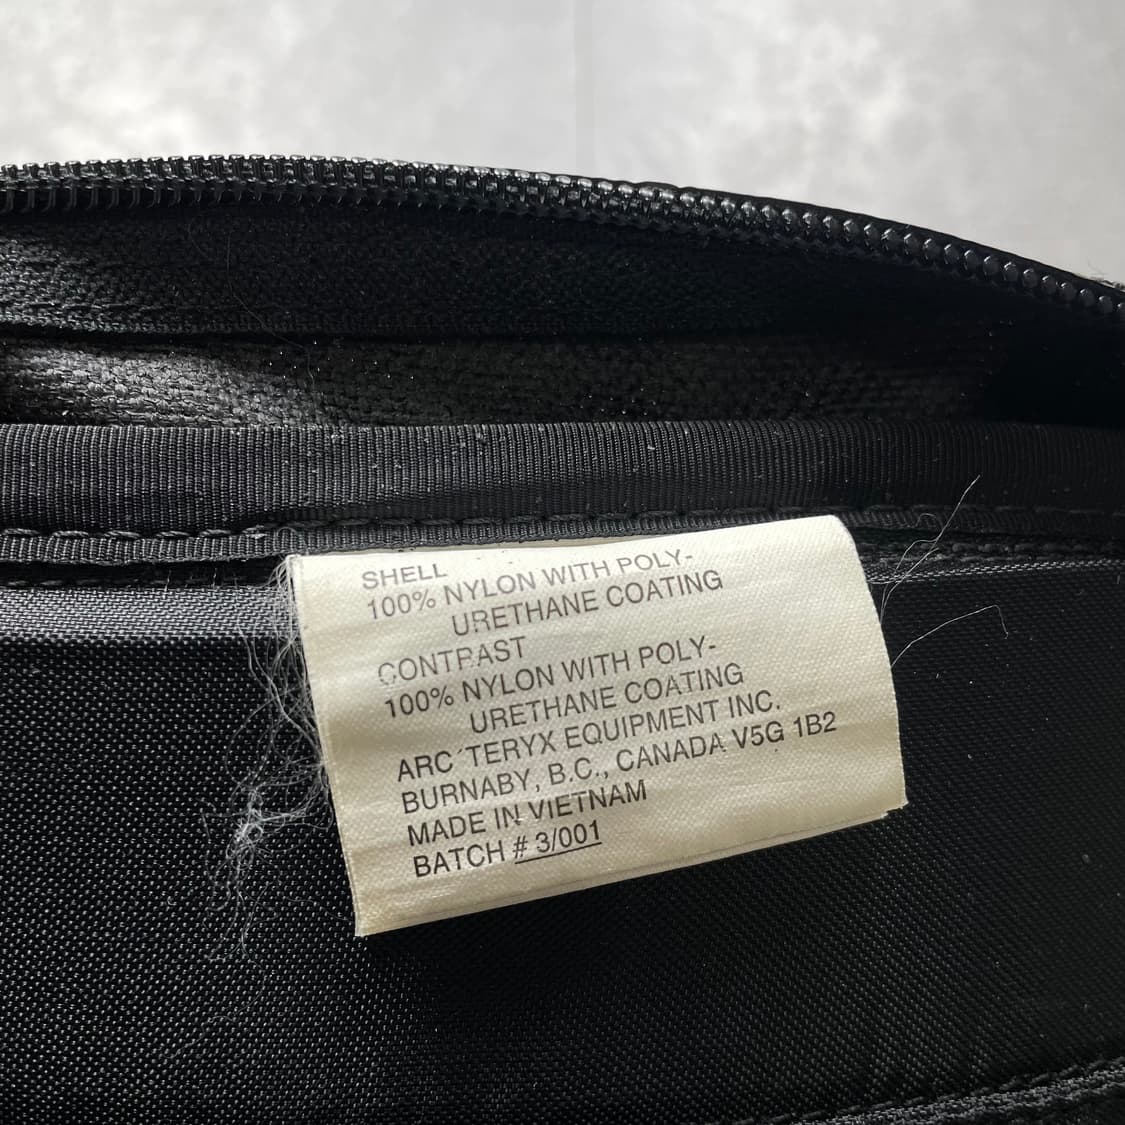 SHELL
100% NYLON WITH POLY-
URETHANE COATING
CONTRAST
100% NYLON WITH POLY-
URETHANE COATING
ARC´TERYX EQUIPMENT INC.
BURNABY, B.C., CANADA V5G 1B2
MADE IN VIETNAM
BATCH # 3/001